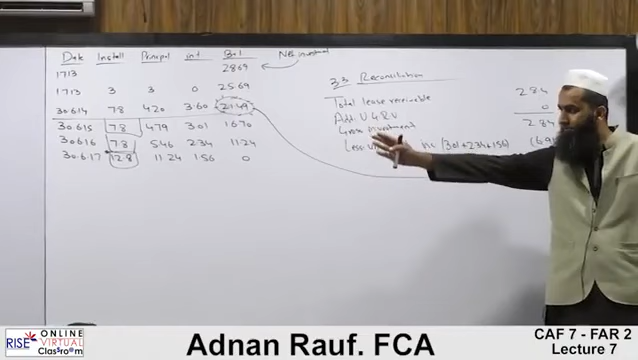 Date Install Principal int Bal Net investment
1.7.13 28.69
1.7.13 3 3 0 25.69
30.6.14 7.8 4.20 3.60 21.49
30.6.15 7.8 4.79 3.01 16.70
30.6.16 7.8 5.46 2.34 11.24
30.6.17 12.8 11.24 1.56 0
3.3 Reconciliation
Total lease receivable 28.4
Add: U G R V 0
Gross investment 28.4
Less: (3.01+2.34+1.56) (6.91
RISE ONLINE VIRTUAL Classroom
Adnan Rauf. FCA
CAF 7 - FAR 2
Lecture 7